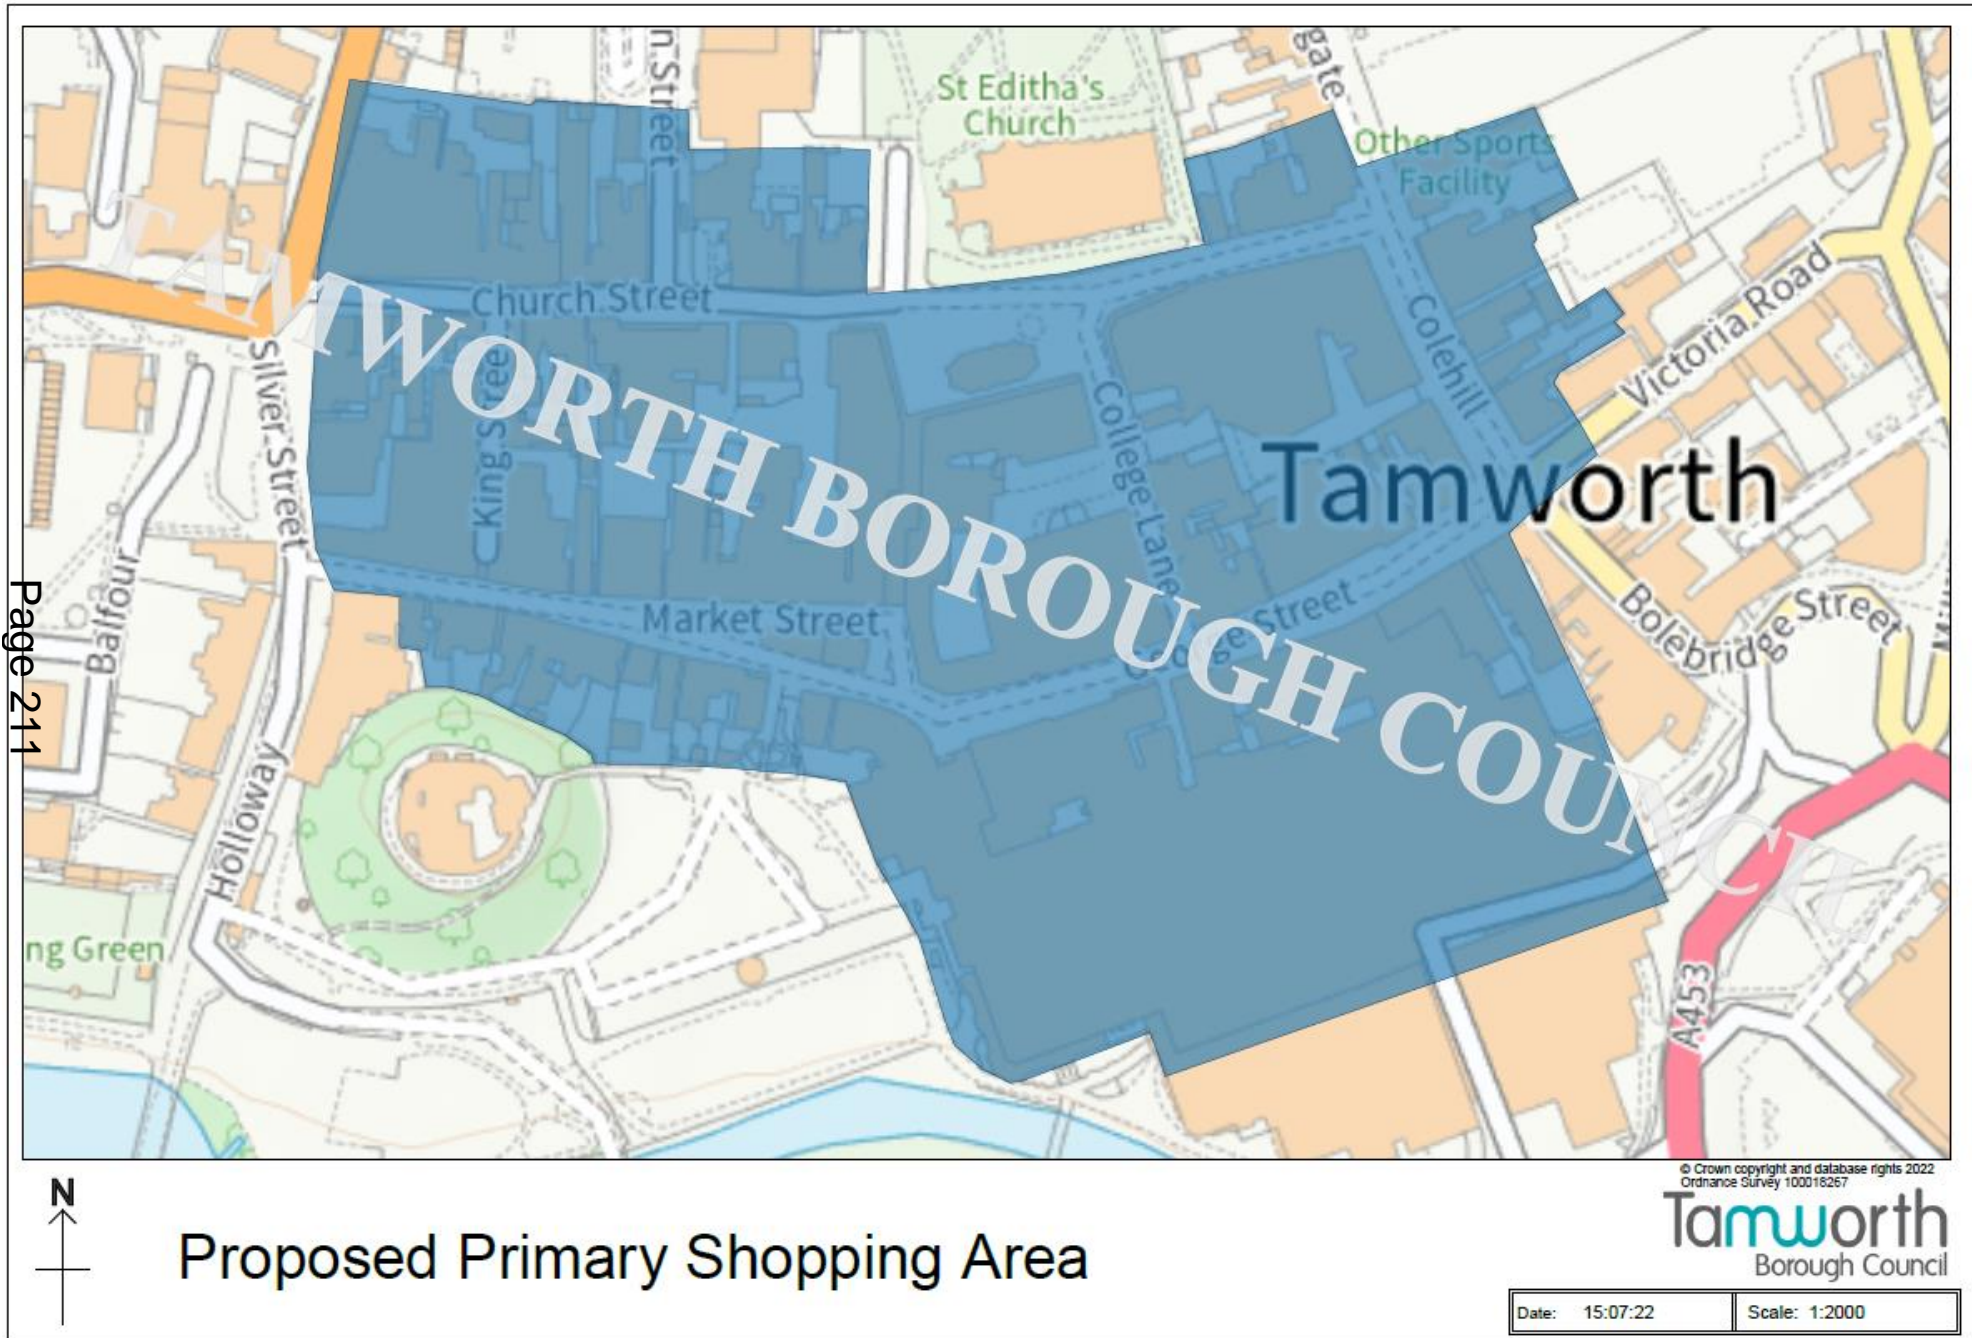 n Street
gate
St Editha's
Church
Other Sports
Facility
Church Street
Victoria Road
Colehill
Silver Street
King Street
College Lane
Tamworth
TAMWORTH BOROUGH COUNCIL
Balfour
Market Street
George Street
Bolebridge Street
Mill
Page 211
Holloway
ng Green
A453
© Crown copyright and database rights 2022
Ordnance Survey 100018267
N
Proposed Primary Shopping Area
Tamworth
Borough Council
Date: 15:07:22
Scale: 1:2000